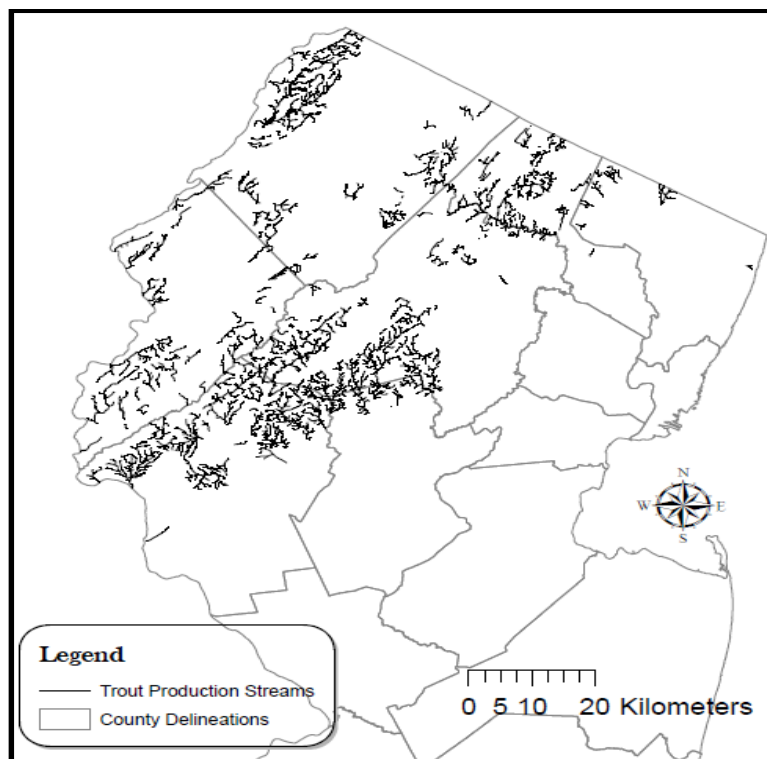 N
W E
S
Legend
Trout Production Streams
County Delineations
0 5 10 20 Kilometers